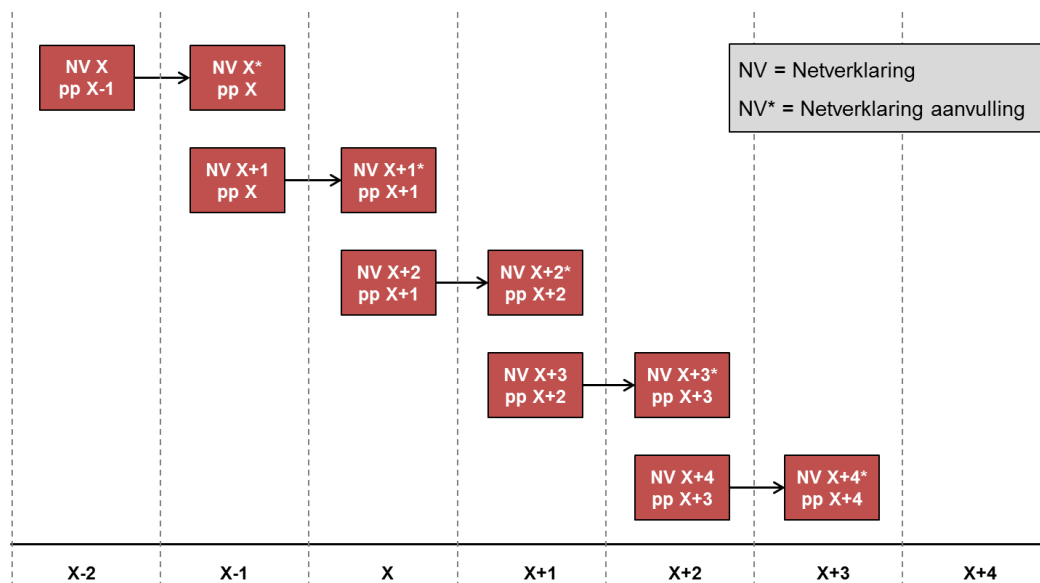 NV X
pp X-1
NV X*
pp X
NV = Netverklaring
NV* = Netverklaring aanvulling
NV X+1
pp X
NV X+1*
pp X+1
NV X+2
pp X+1
NV X+2*
pp X+2
NV X+3
pp X+2
NV X+3*
pp X+3
NV X+4
pp X+3
NV X+4*
pp X+4
X-2
X-1
X
X+1
X+2
X+3
X+4